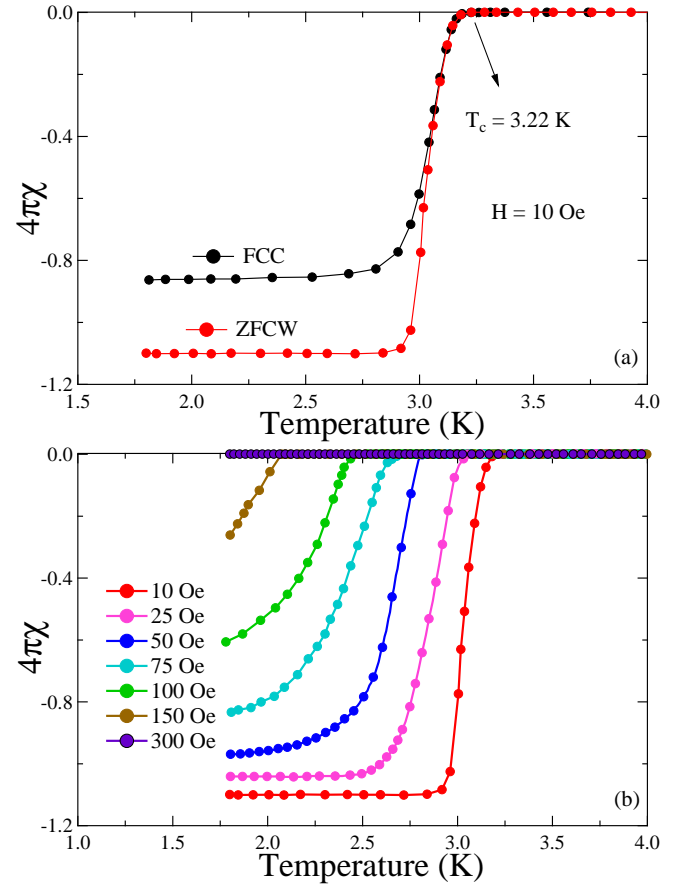 0.0
-0.4
-0.8
-1.2
4πχ
T_c = 3.22 K
H = 10 Oe
FCC
ZFCW
(a)
1.5 2.0 2.5 3.0 3.5 4.0
Temperature (K)
0.0
-0.4
-0.8
-1.2
4πχ
10 Oe
25 Oe
50 Oe
75 Oe
100 Oe
150 Oe
300 Oe
(b)
1.0 1.5 2.0 2.5 3.0 3.5 4.0
Temperature (K)